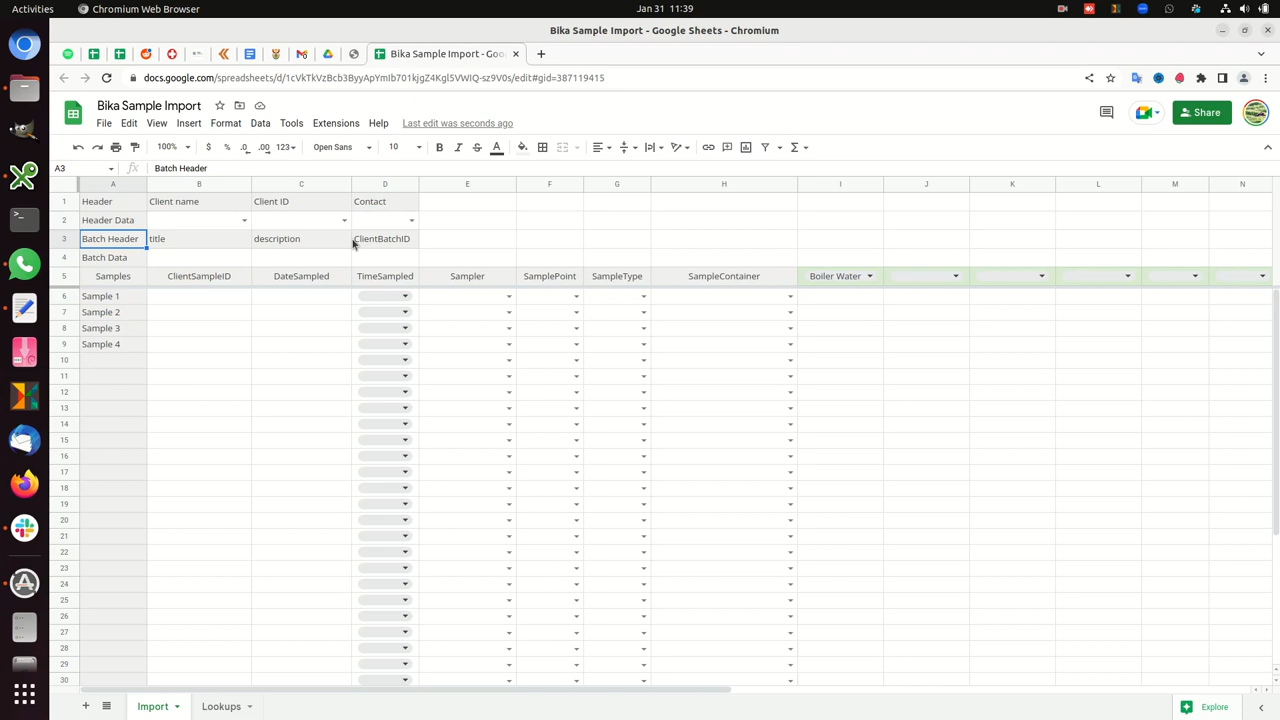 Activities Chromium Web Browser Jan 31 11:39
Bika Sample Import - Google Sheets - Chromium
Bika Sample Import - Goo
docs.google.com/spreadsheets/d/1cVkTkVzBcb3ByyApYmIb701kjgZ4Kgl5VWIQ-sz9V0s/edit#gid=387119415
Bika Sample Import
Share
File Edit View Insert Format Data Tools Extensions Help Last edit was seconds ago
100% $ % .0 .00 123 Open Sans 10 B I S A
A3 fx Batch Header
A B C D E F G H I J K L M N
1 Header Client name Client ID Contact
2 Header Data
3 Batch Header title description ClientBatchID
4 Batch Data
5 Samples ClientSampleID DateSampled TimeSampled Sampler SamplePoint SampleType SampleContainer Boiler Water
6 Sample 1
7 Sample 2
8 Sample 3
9 Sample 4
10
11
12
13
14
15
16
17
18
19
20
21
22
23
24
25
26
27
28
29
30
Import Lookups Explore